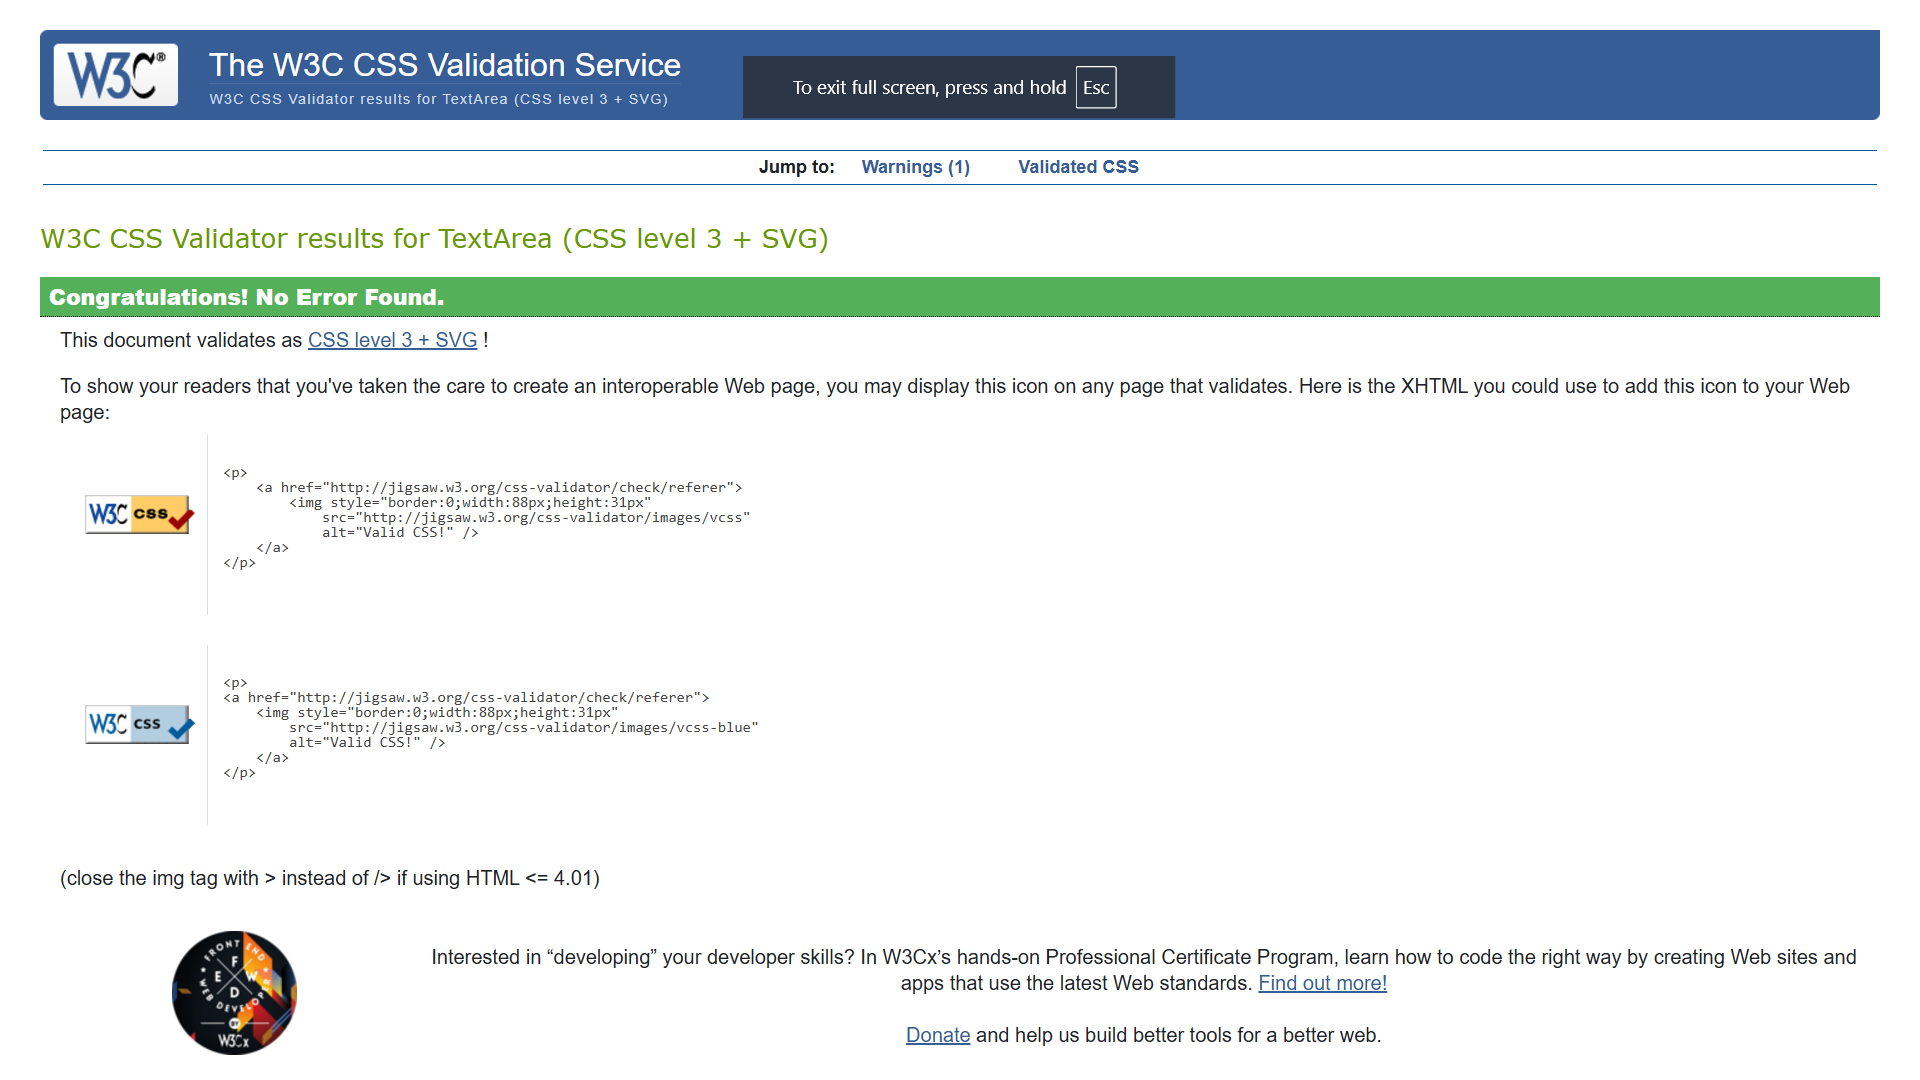 W3C®
The W3C CSS Validation Service
W3C CSS Validator results for TextArea (CSS level 3 + SVG)
To exit full screen, press and hold Esc
Jump to: Warnings (1) Validated CSS
W3C CSS Validator results for TextArea (CSS level 3 + SVG)
Congratulations! No Error Found.
This document validates as CSS level 3 + SVG !
To show your readers that you've taken the care to create an interoperable Web page, you may display this icon on any page that validates. Here is the XHTML you could use to add this icon to your Web
page:
W3C css
<p>
    <a href="http://jigsaw.w3.org/css-validator/check/referer">
        <img style="border:0;width:88px;height:31px"
            src="http://jigsaw.w3.org/css-validator/images/vcss"
            alt="Valid CSS!" />
    </a>
</p>
W3C css
<p>
<a href="http://jigsaw.w3.org/css-validator/check/referer">
    <img style="border:0;width:88px;height:31px"
        src="http://jigsaw.w3.org/css-validator/images/vcss-blue"
        alt="Valid CSS!" />
    </a>
</p>
(close the img tag with > instead of /> if using HTML <= 4.01)
FRONT END
F
E W
D
WEB DEVELOPER
BY
W3Cx
Interested in “developing” your developer skills? In W3Cx’s hands-on Professional Certificate Program, learn how to code the right way by creating Web sites and
apps that use the latest Web standards. Find out more!
Donate and help us build better tools for a better web.